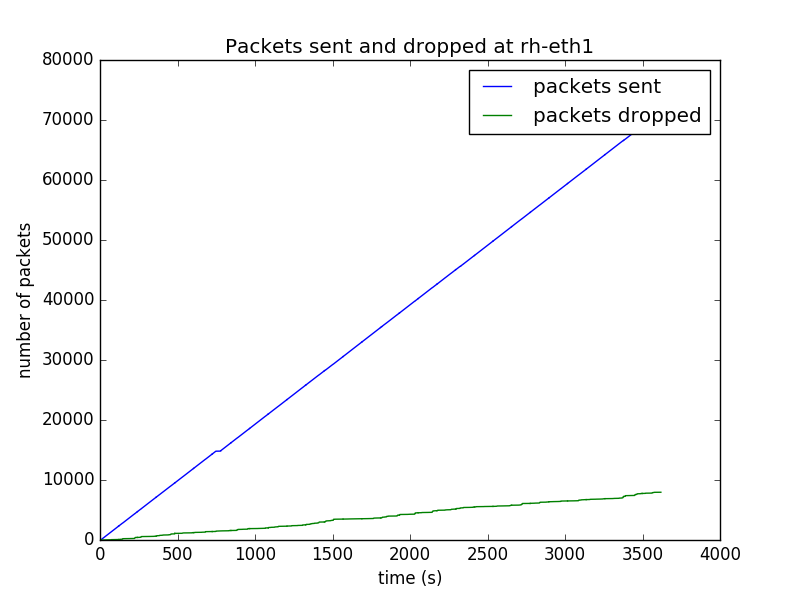 Packets sent and dropped at rh-eth1
80000
70000
60000
50000
40000
30000
20000
10000
0
number of packets
packets sent
packets dropped
0 500 1000 1500 2000 2500 3000 3500 4000
time (s)